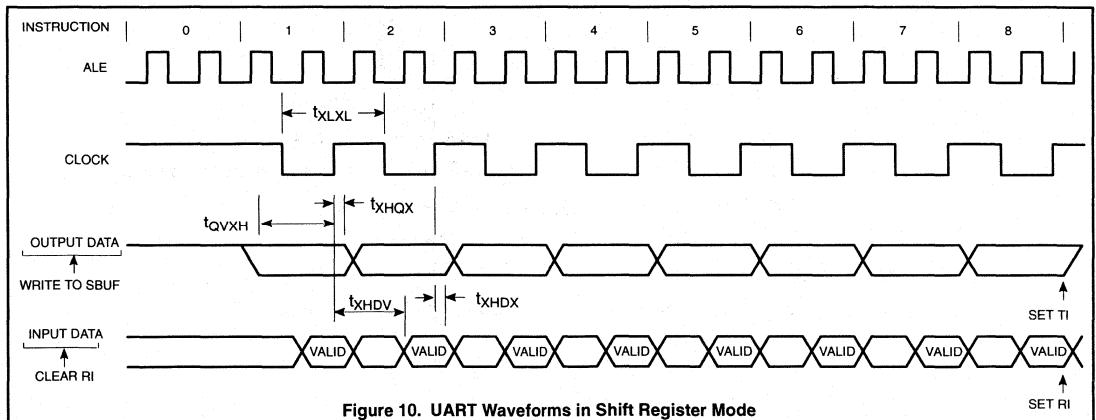 INSTRUCTION 0 1 2 3 4 5 6 7 8
ALE
tXLXL
CLOCK
tXHQX
tQVXH
OUTPUT DATA
WRITE TO SBUF
tXHDV
tXHDX
SET TI
INPUT DATA
VALID VALID VALID VALID VALID VALID VALID VALID
CLEAR RI
SET RI
Figure 10. UART Waveforms in Shift Register Mode